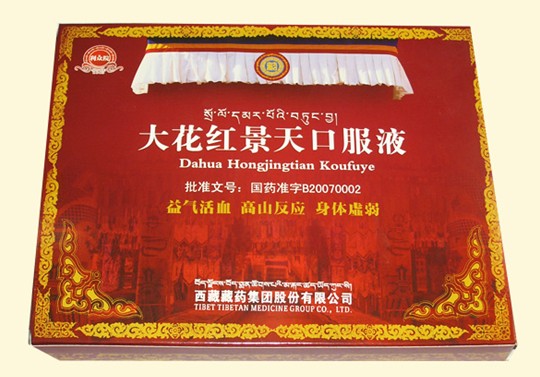 སྲོ་ལོ་དམར་པོའི་བཏུང་བྱ།
大花红景天口服液
Dahua Hongjingtian Koufuye
批准文号：国药准字B20070002
益气活血 高山反应 身体虚弱
西藏藏药集团股份有限公司
TIBET TIBETAN MEDICINE GROUP CO., LTD.